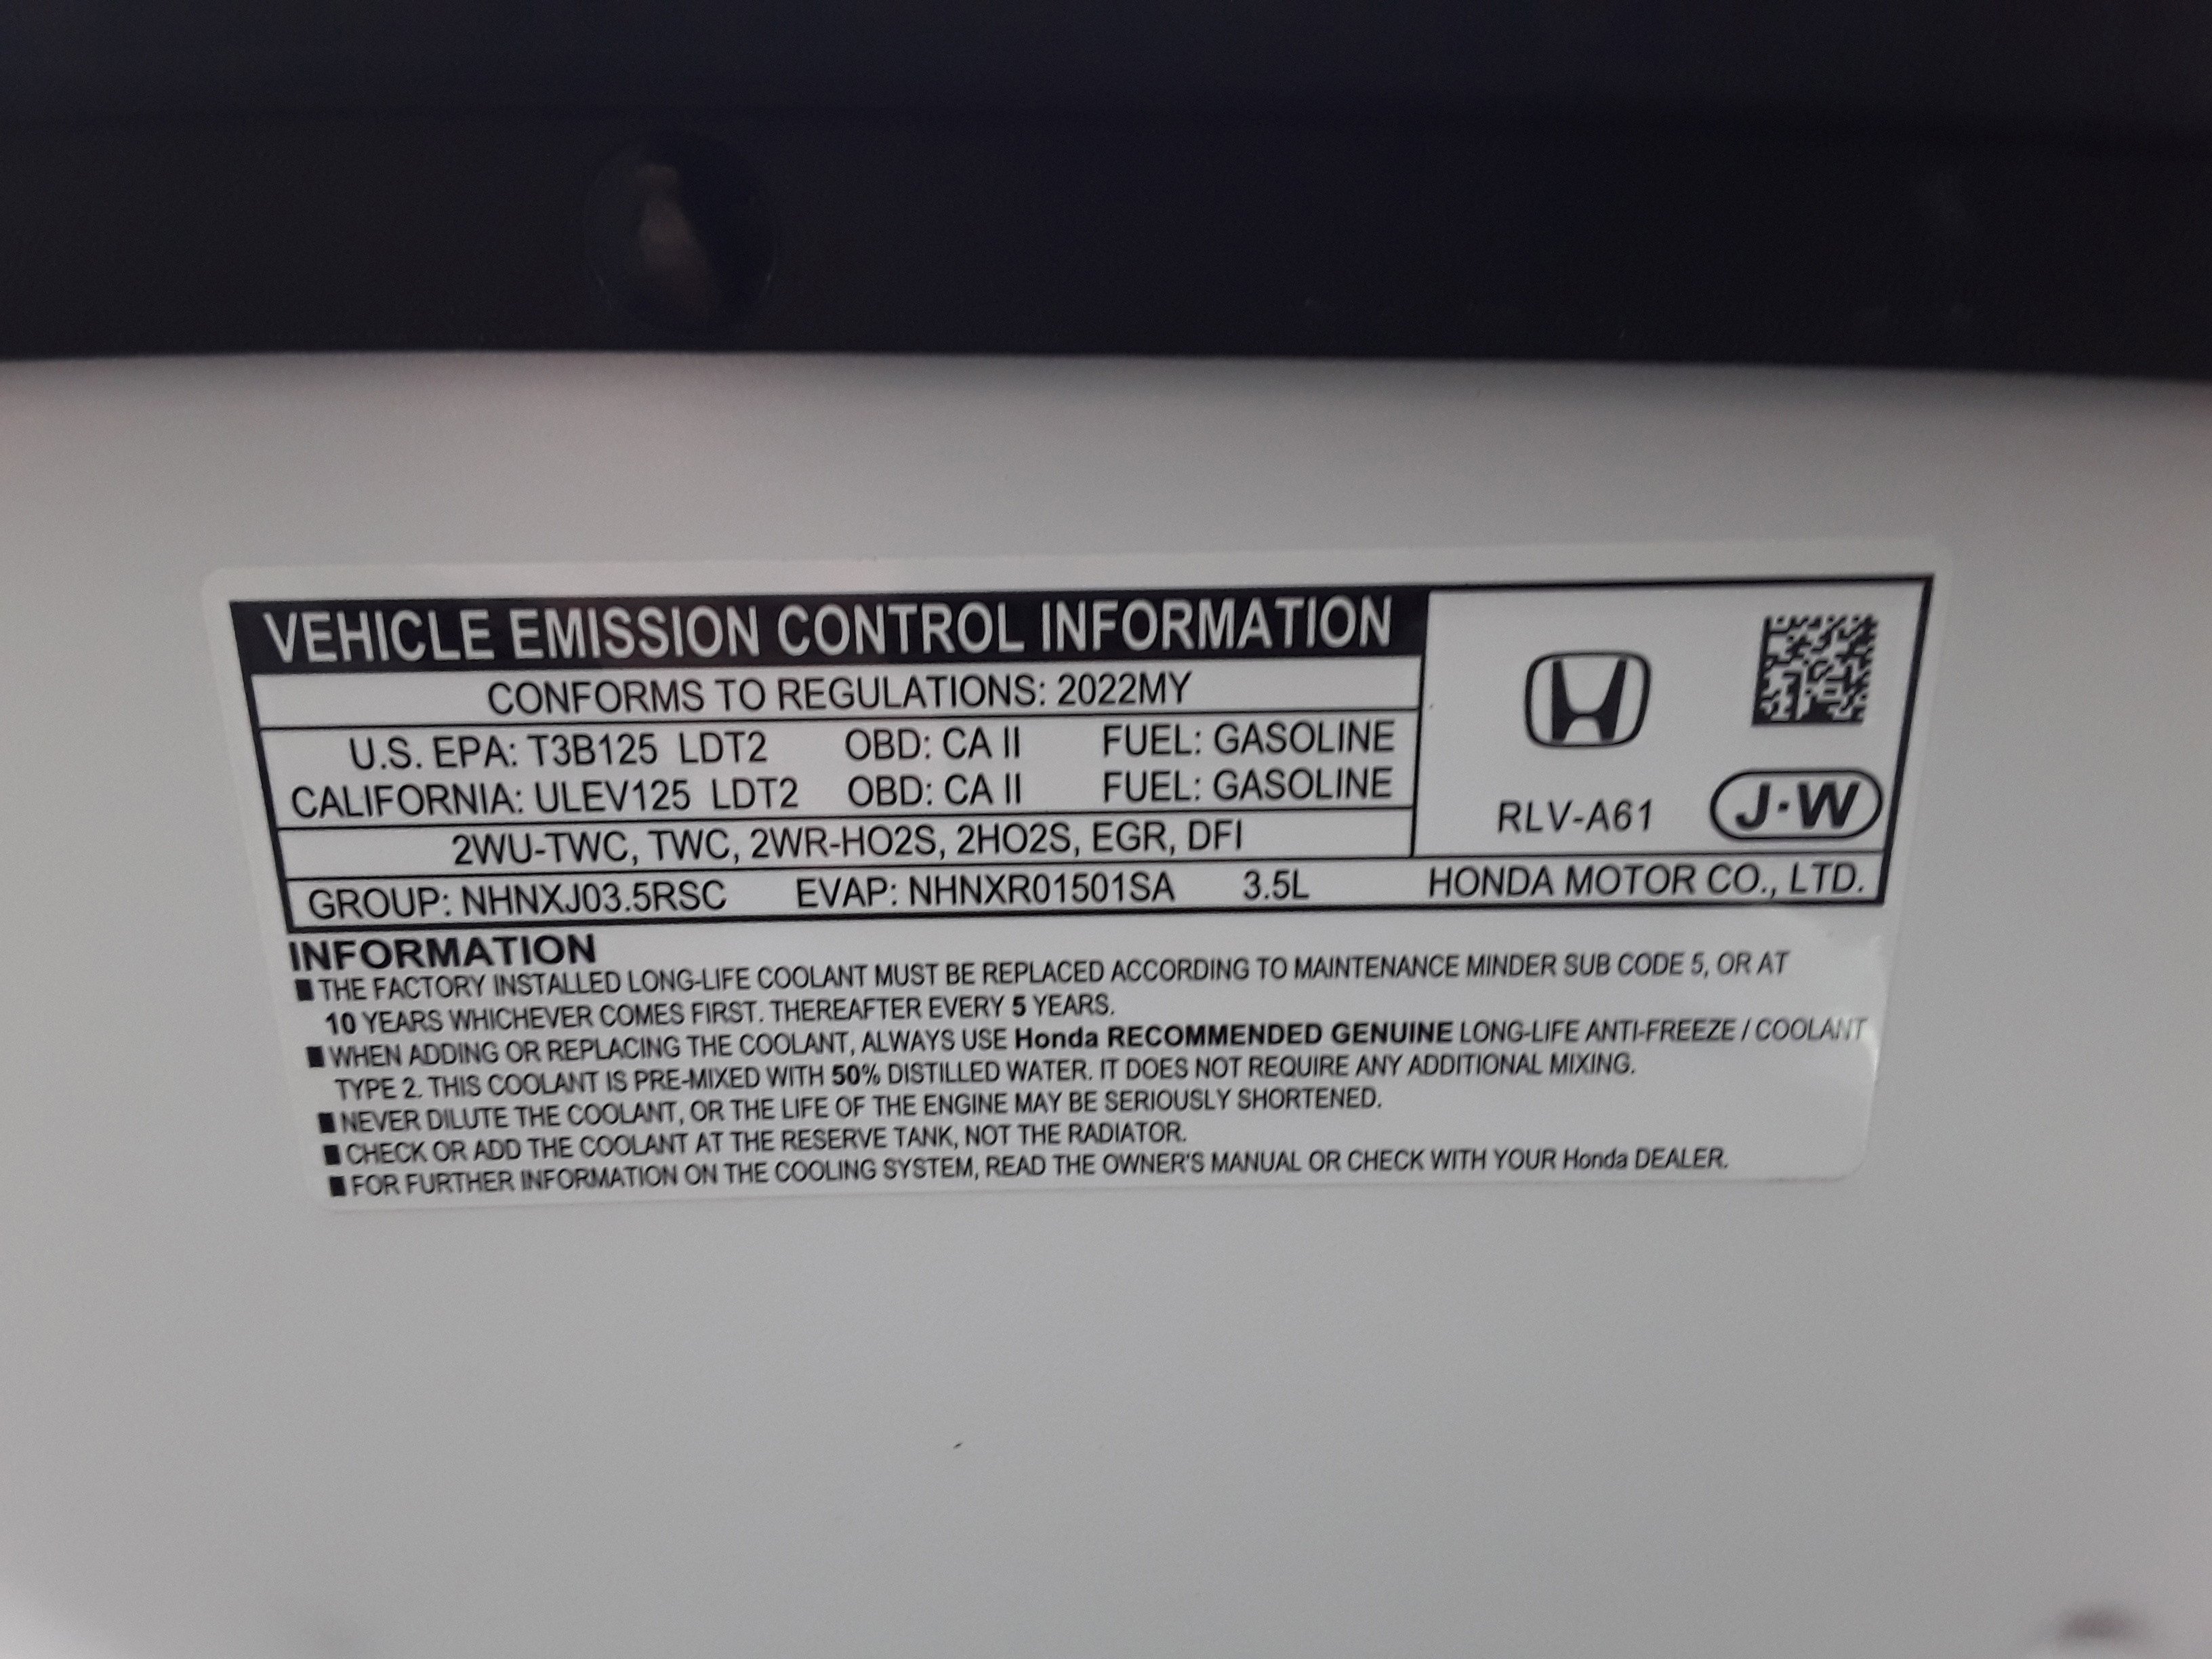 VEHICLE EMISSION CONTROL INFORMATION
CONFORMS TO REGULATIONS: 2022MY
U.S. EPA: T3B125 LDT2 OBD: CA II FUEL: GASOLINE
CALIFORNIA: ULEV125 LDT2 OBD: CA II FUEL: GASOLINE
RLV-A61 J·W
2WU-TWC, TWC, 2WR-HO2S, 2HO2S, EGR, DFI
GROUP: NHNXJ03.5RSC EVAP: NHNXR01501SA 3.5L HONDA MOTOR CO., LTD.
INFORMATION
■ THE FACTORY INSTALLED LONG-LIFE COOLANT MUST BE REPLACED ACCORDING TO MAINTENANCE MINDER SUB CODE 5, OR AT
10 YEARS WHICHEVER COMES FIRST. THEREAFTER EVERY 5 YEARS.
■ WHEN ADDING OR REPLACING THE COOLANT, ALWAYS USE Honda RECOMMENDED GENUINE LONG-LIFE ANTI-FREEZE / COOLANT
TYPE 2. THIS COOLANT IS PRE-MIXED WITH 50% DISTILLED WATER. IT DOES NOT REQUIRE ANY ADDITIONAL MIXING.
■ NEVER DILUTE THE COOLANT, OR THE LIFE OF THE ENGINE MAY BE SERIOUSLY SHORTENED.
■ CHECK OR ADD THE COOLANT AT THE RESERVE TANK, NOT THE RADIATOR.
■ FOR FURTHER INFORMATION ON THE COOLING SYSTEM, READ THE OWNER'S MANUAL OR CHECK WITH YOUR Honda DEALER.